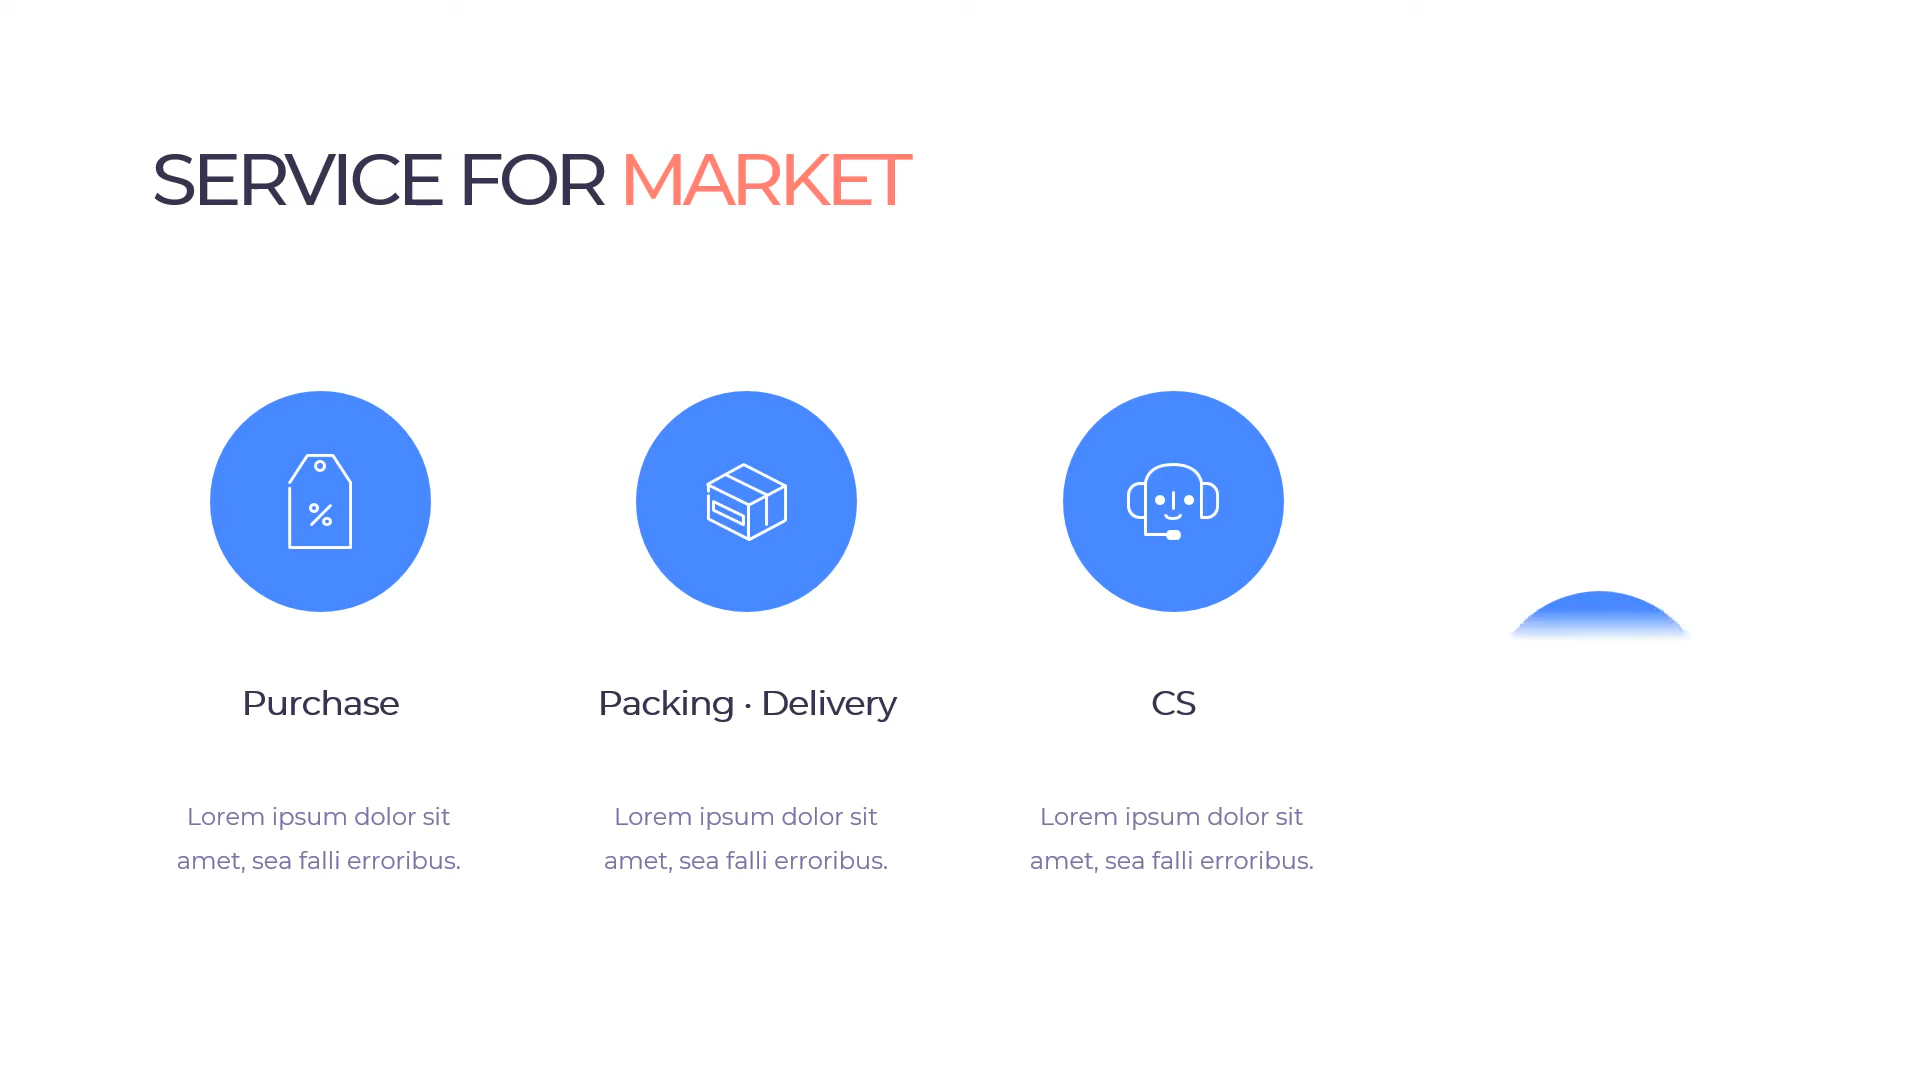 SERVICE FOR MARKET
Purchase
Lorem ipsum dolor sit
amet, sea falli erroribus.
Packing · Delivery
Lorem ipsum dolor sit
amet, sea falli erroribus.
CS
Lorem ipsum dolor sit
amet, sea falli erroribus.